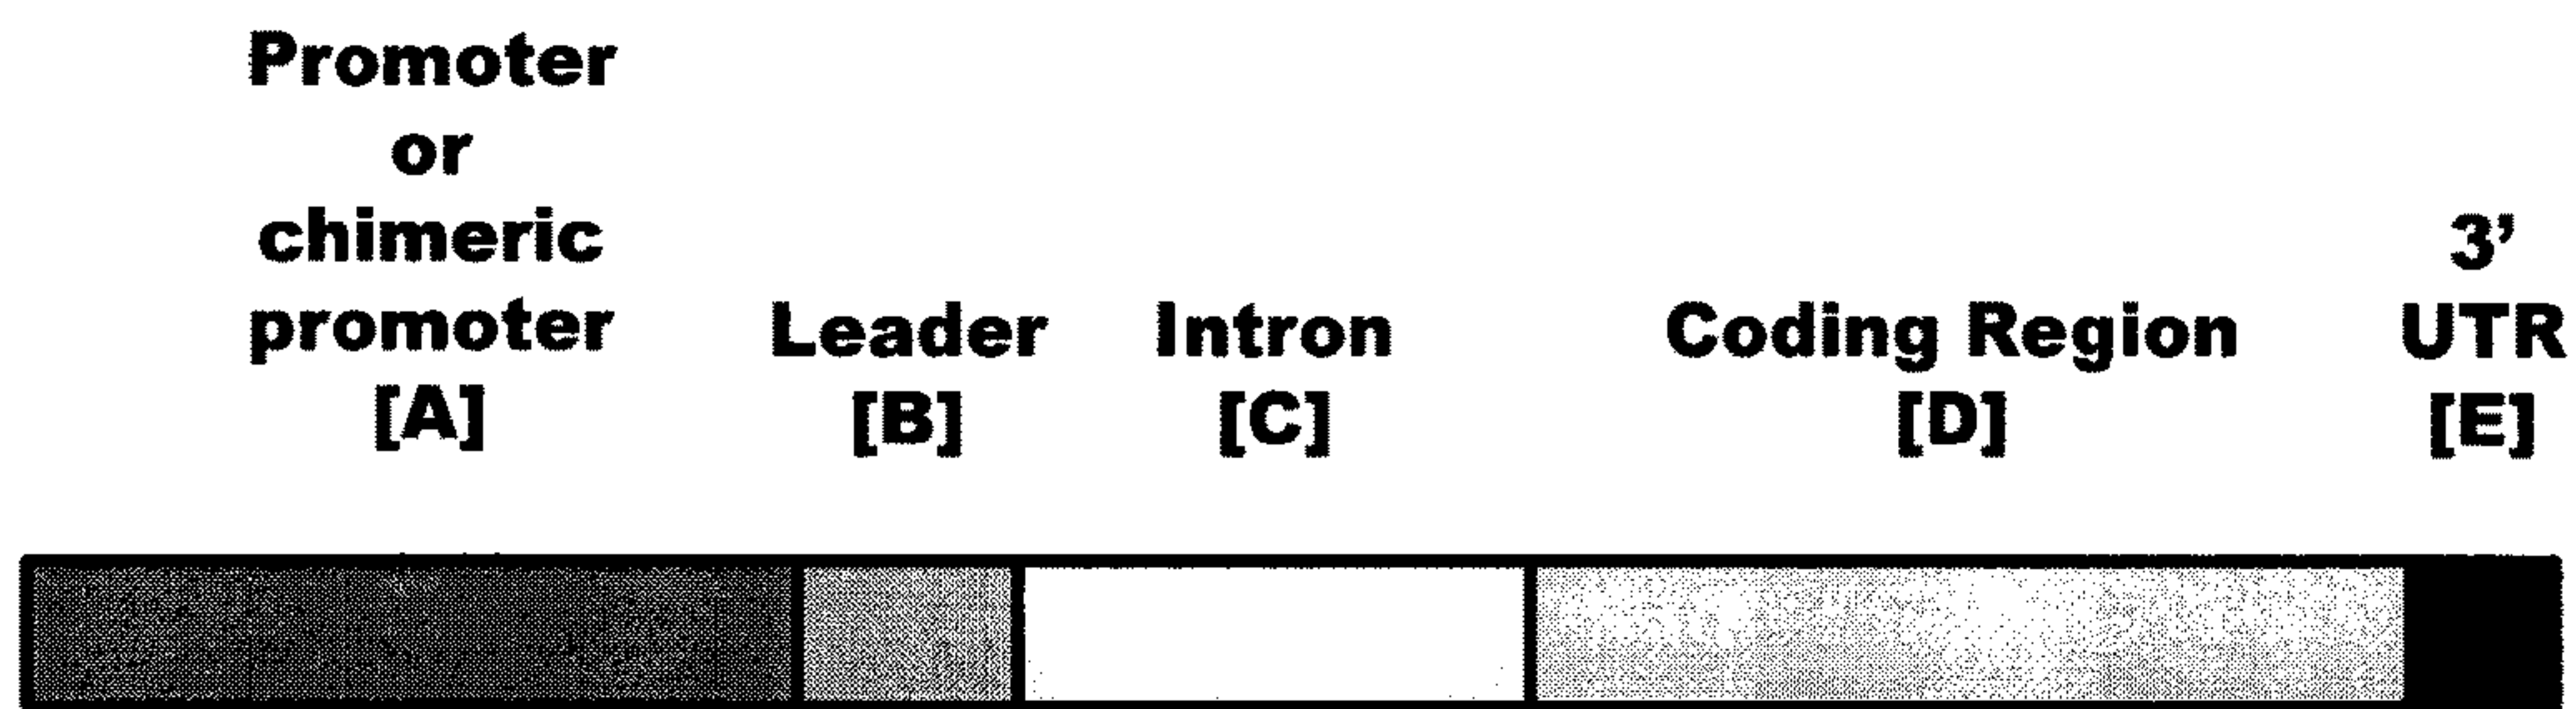 Promoter
or
chimeric
promoter
[A]
Leader
[B]
Intron
[C]
Coding Region
[D]
3’
UTR
[E]